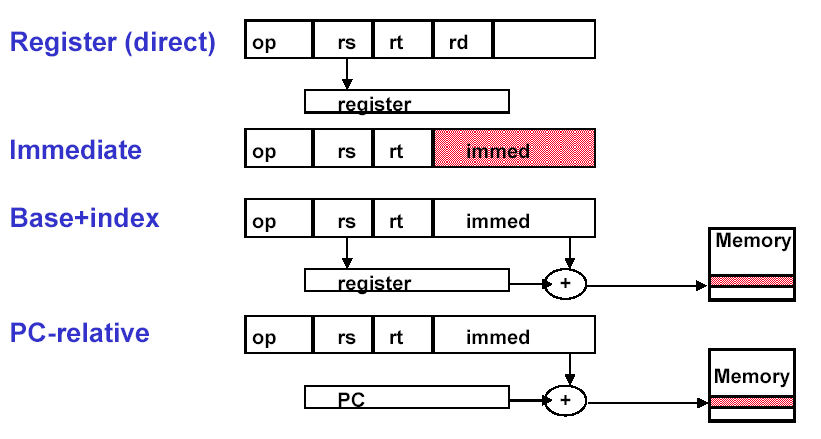 Register (direct) op rs rt rd
register
Immediate op rs rt immed
Base+index op rs rt immed
Memory
register +
PC-relative op rs rt immed
Memory
PC +